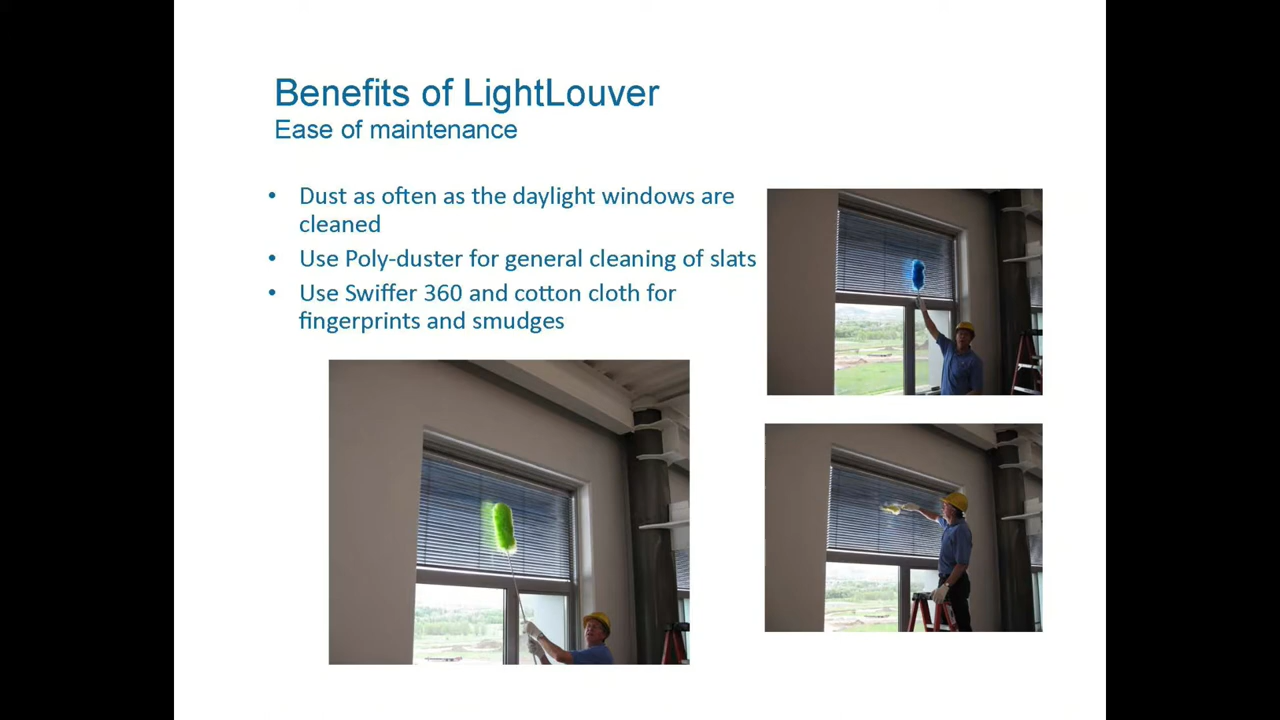 Benefits of LightLouver
Ease of maintenance
• Dust as often as the daylight windows are
cleaned
• Use Poly-duster for general cleaning of slats
• Use Swiffer 360 and cotton cloth for
fingerprints and smudges